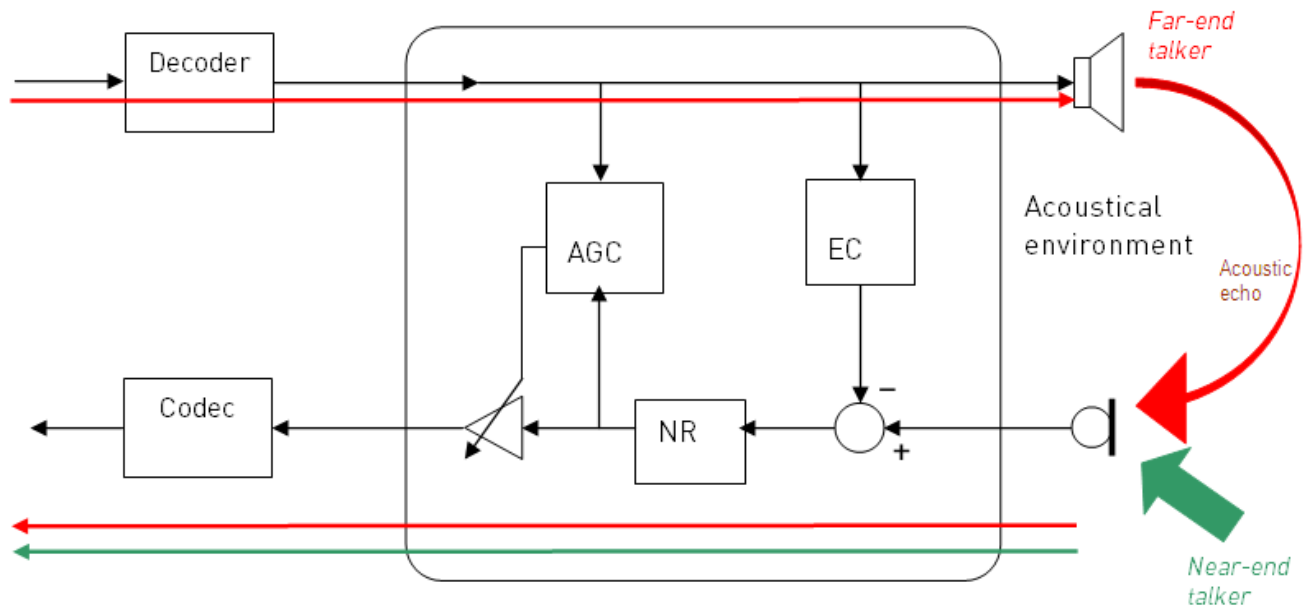 Far-end
talker
Decoder
AGC
EC
Acoustical
environment
Acoustic
echo
Codec
NR
−
+
Near-end
talker